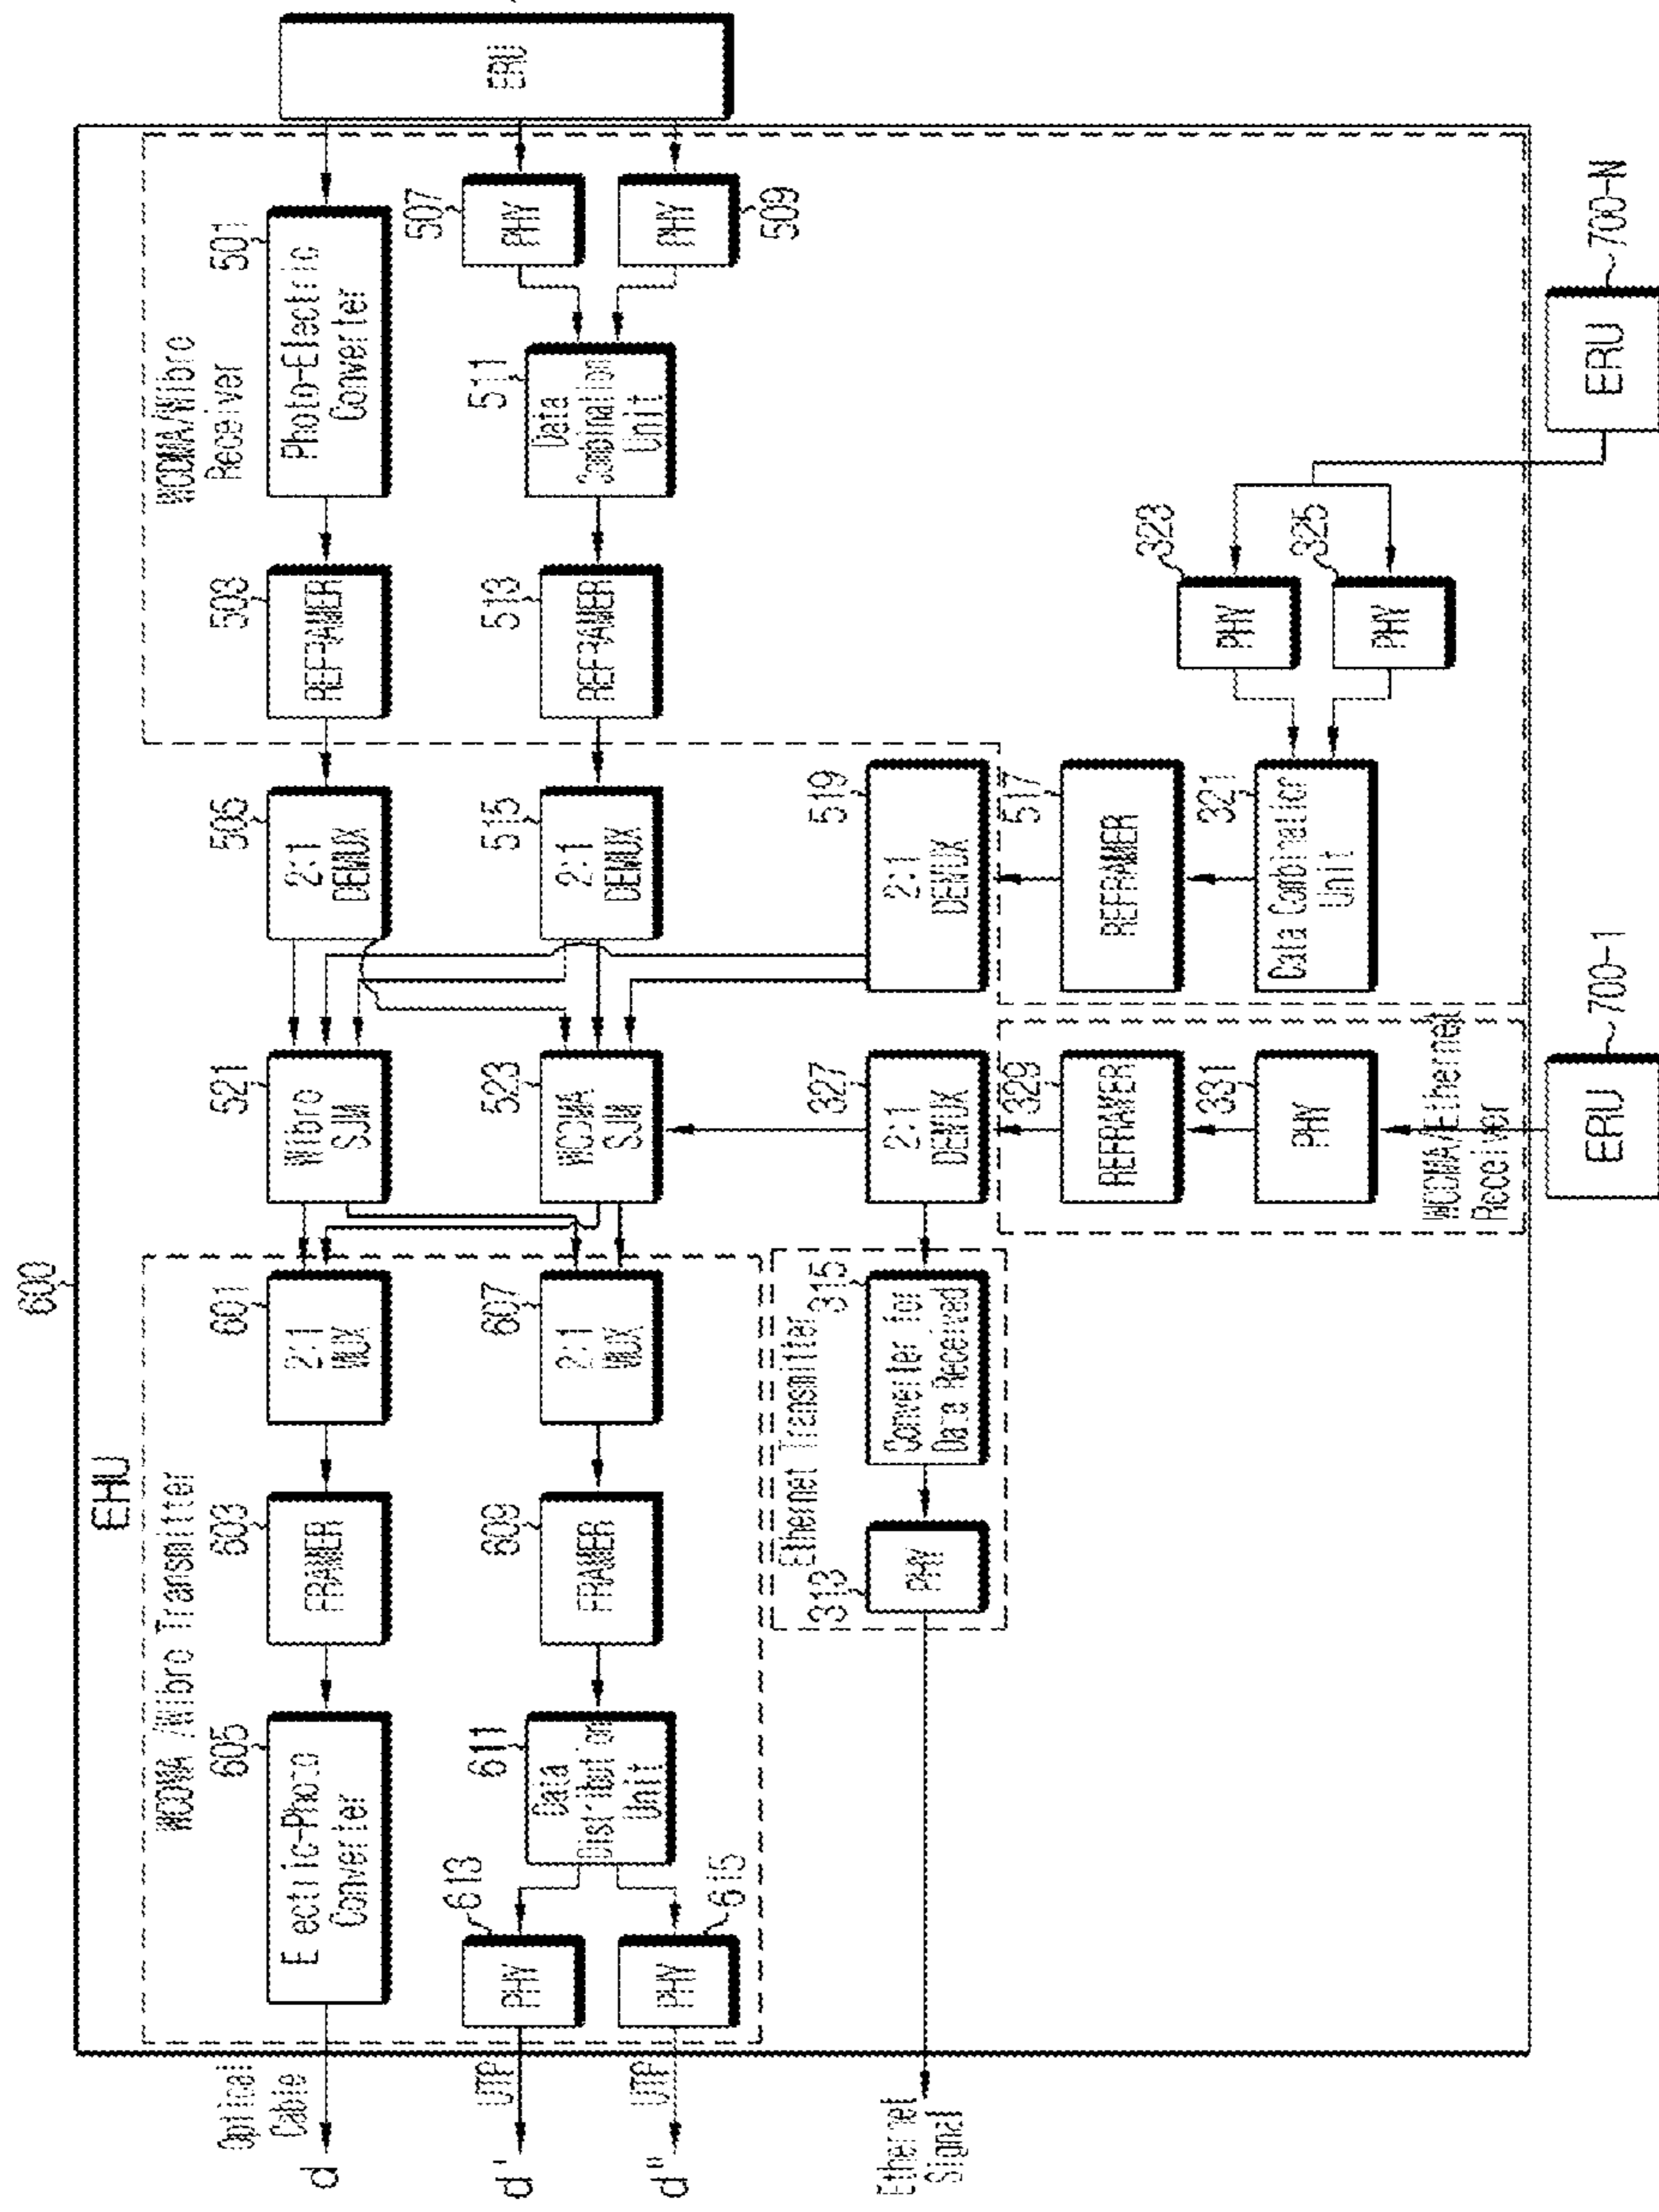 600
EHU
WCDMA /Wibro Transmitter
605
Electric-Photo
Converter
603
FRAMER
601
2:1
MUX
521
Wibro
SJM
505
2:1
DEMUX
503
REFRAMER
WCDMA/Wibro
Receiver
501
Photo-Electric
Converter
ERU
Optical
Cable
d
613
PHY
611
Data
Distribution
Unit
609
FRAMER
607
2:1
MUX
523
WCDMA
SJM
515
2:1
DEMUX
513
REFRAMER
511
Data
Combination
Unit
507
PHY
UTP
d'
615
PHY
509
PHY
UTP
d"
Ethernet Transmitter
313
PHY
315
Converter for
Data Received
327
2:1
DEMUX
519
2:1
DEMUX
Ethernet
Signal
329
REFRAMER
517
REFRAMER
323
PHY
331
PHY
321
Data Combination
Unit
325
PHY
WCDMA/Ethernet
Receiver
ERU
700-1
ERU
700-N